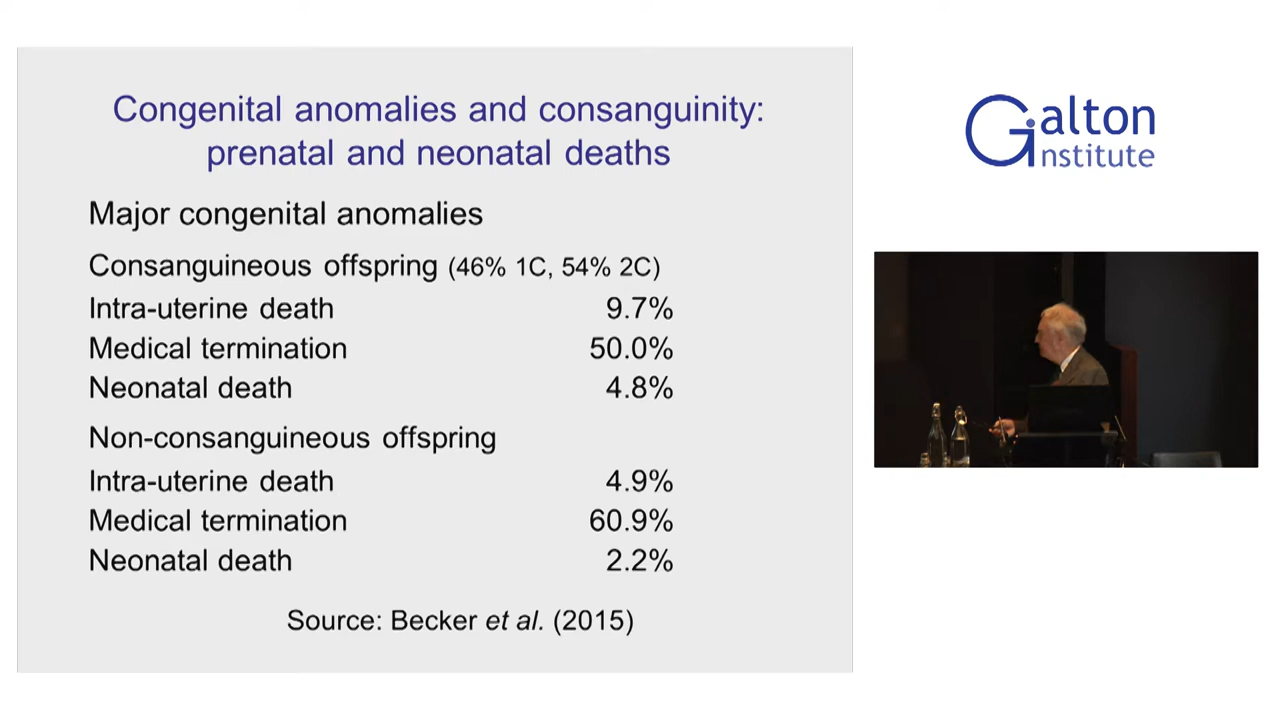 Congenital anomalies and consanguinity:
prenatal and neonatal deaths
Major congenital anomalies
Consanguineous offspring (46% 1C, 54% 2C)
Intra-uterine death 9.7%
Medical termination 50.0%
Neonatal death 4.8%
Non-consanguineous offspring
Intra-uterine death 4.9%
Medical termination 60.9%
Neonatal death 2.2%
Source: Becker et al. (2015)
Galton
Institute